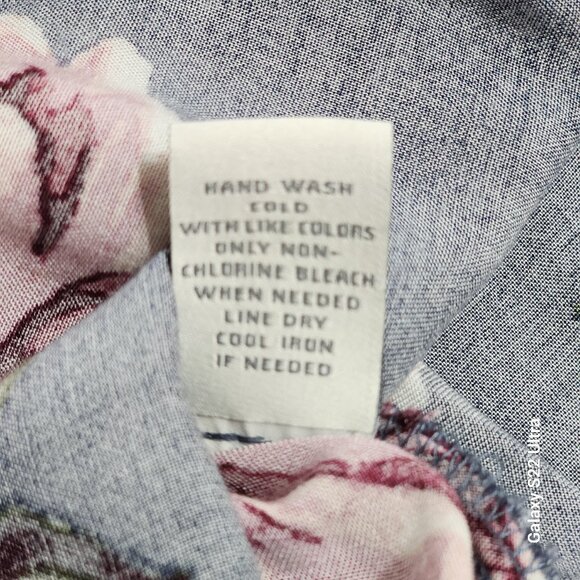 HAND WASH
COLD
WITH LIKE COLORS
ONLY NON-
CHLORINE BLEACH
WHEN NEEDED
LINE DRY
COOL IRON
IF NEEDED
Galaxy S22 Ultra